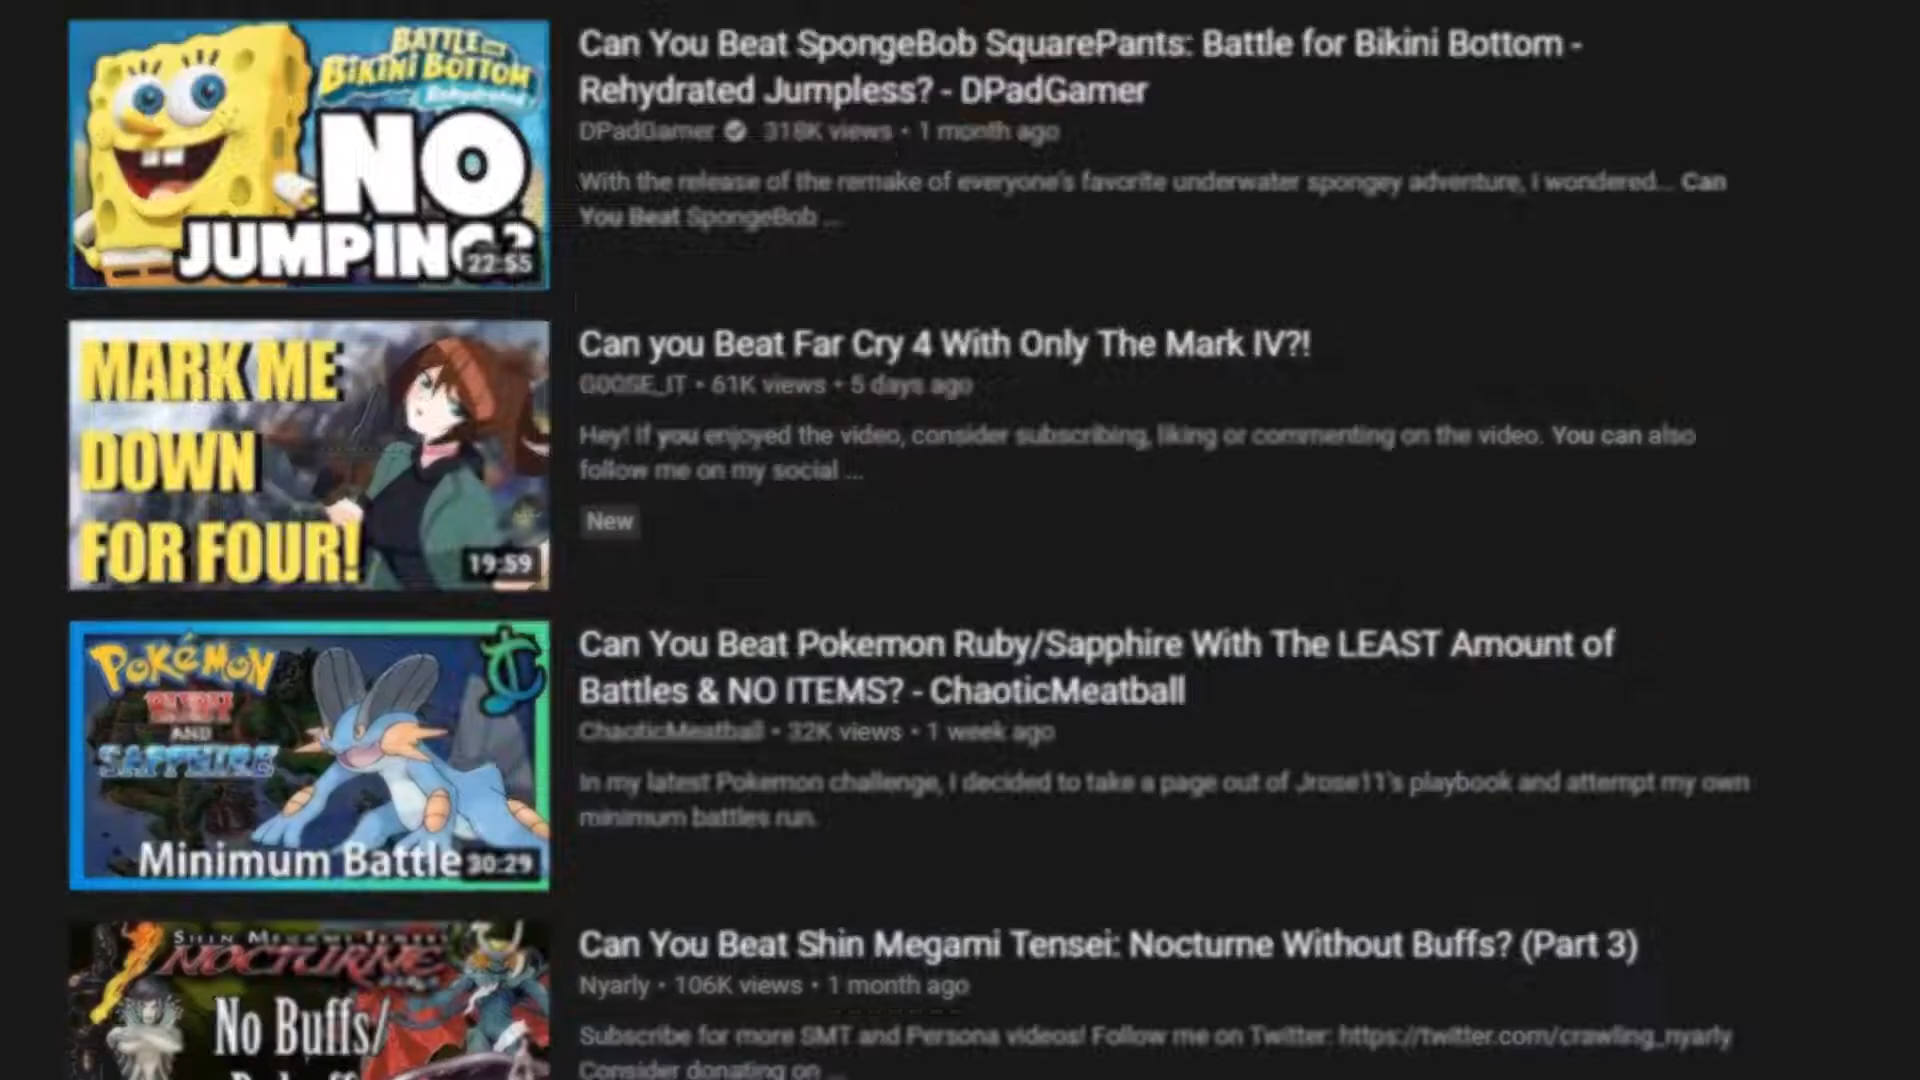 BATTLE FOR
BIKINI BOTTOM
Rehydrated
NO
JUMPING?
22:55
Can You Beat SpongeBob SquarePants: Battle for Bikini Bottom -
Rehydrated Jumpless? - DPadGamer
DPadGamer 318K views • 1 month ago
With the release of the remake of everyone's favorite underwater spongey adventure, I wondered... Can
You Beat SpongeBob ...
MARK ME
DOWN
FOR FOUR!
19:59
Can you Beat Far Cry 4 With Only The Mark IV?!
G00SE_IT • 61K views • 5 days ago
Hey! If you enjoyed the video, consider subscribing, liking or commenting on the video. You can also
follow me on my social ...
New
POKéMON
RUBY
AND
SAPPHIRE
Minimum Battle
30:29
Can You Beat Pokemon Ruby/Sapphire With The LEAST Amount of
Battles & NO ITEMS? - ChaoticMeatball
ChaoticMeatball • 32K views • 1 week ago
In my latest Pokemon challenge, I decided to take a page out of Jrose11's playbook and attempt my own
minimum battles run.
SHIN MEGAMI TENSEI
NOCTURNE
No Buffs/
Can You Beat Shin Megami Tensei: Nocturne Without Buffs? (Part 3)
Nyarly • 106K views • 1 month ago
Subscribe for more SMT and Persona videos! Follow me on Twitter: https://twitter.com/crawling_nyarly
Consider donating on ...